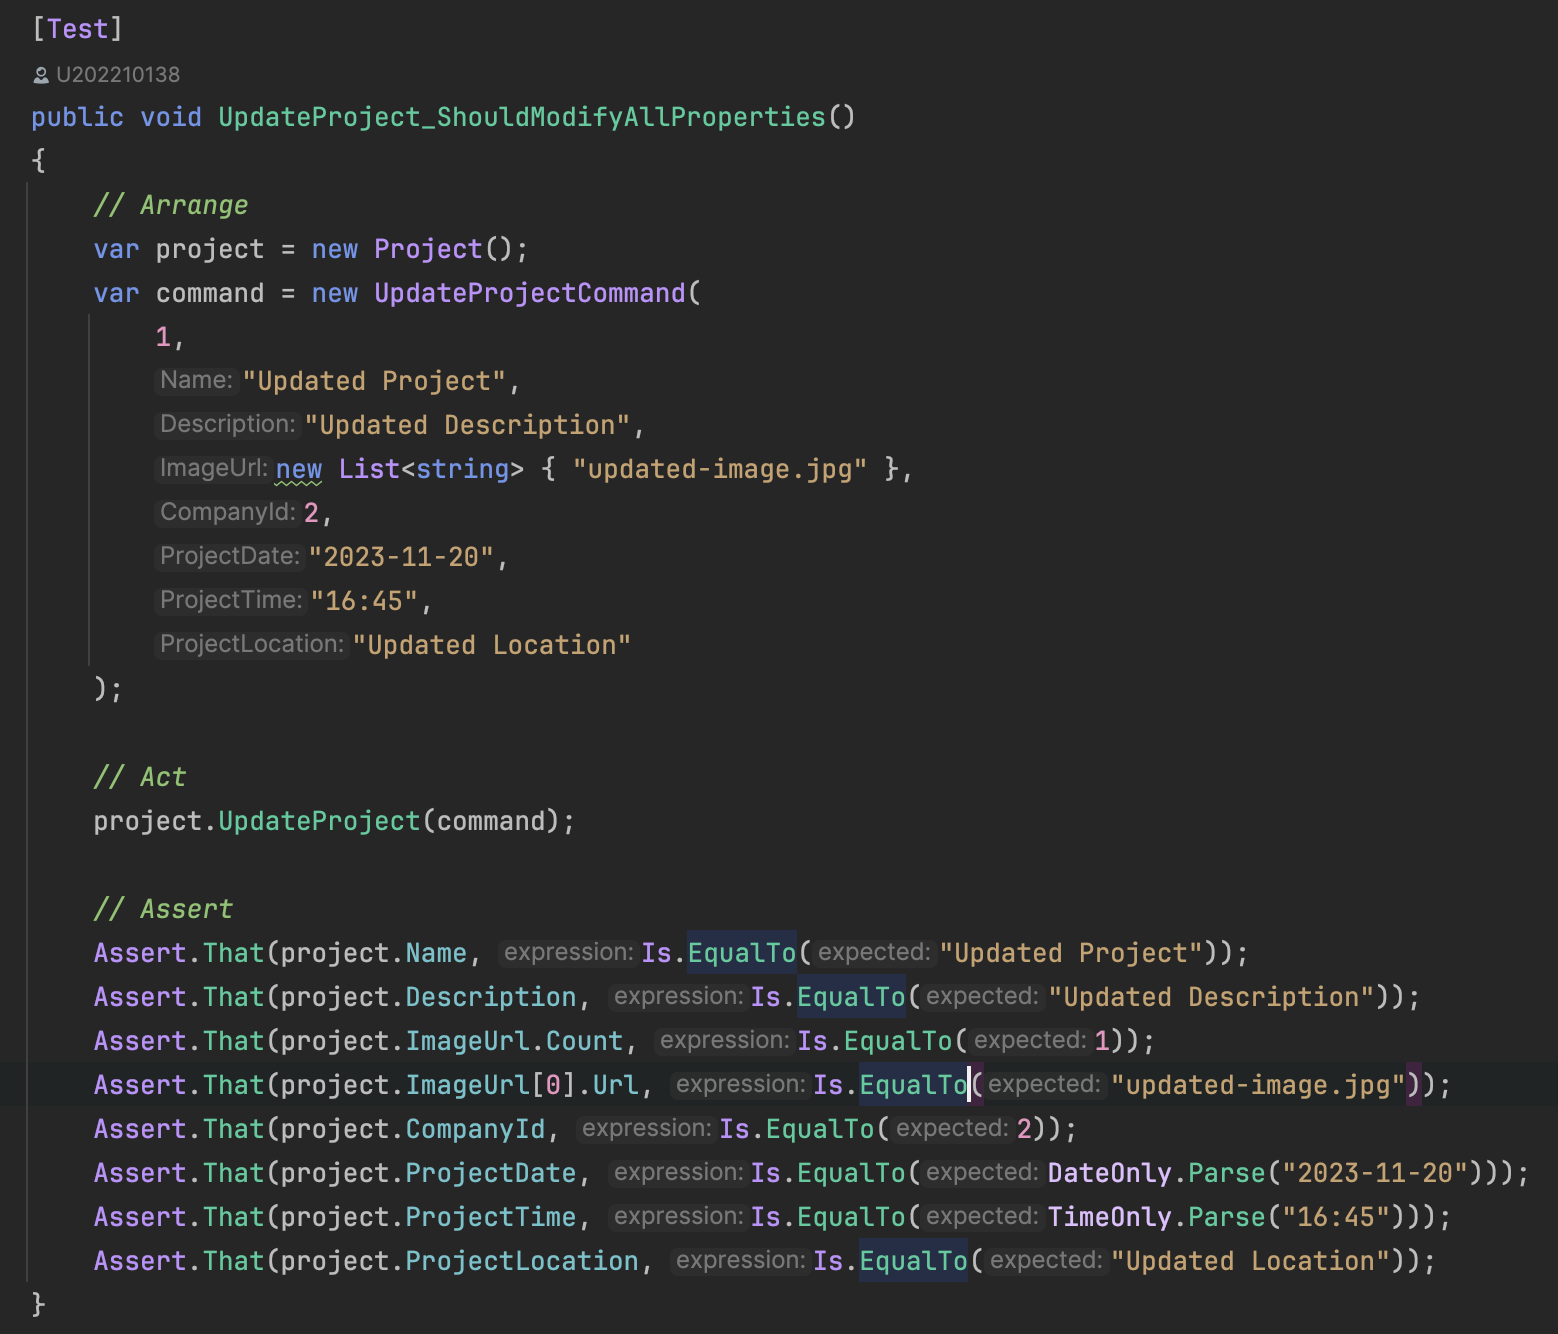 [Test]
U202210138
public void UpdateProject_ShouldModifyAllProperties()
{
// Arrange
var project = new Project();
var command = new UpdateProjectCommand(
1,
Name: "Updated Project",
Description: "Updated Description",
ImageUrl: new List<string> { "updated-image.jpg" },
CompanyId: 2,
ProjectDate: "2023-11-20",
ProjectTime: "16:45",
ProjectLocation: "Updated Location"
);
// Act
project.UpdateProject(command);
// Assert
Assert.That(project.Name, expression: Is.EqualTo( expected: "Updated Project"));
Assert.That(project.Description, expression: Is.EqualTo( expected: "Updated Description"));
Assert.That(project.ImageUrl.Count, expression: Is.EqualTo( expected: 1));
Assert.That(project.ImageUrl[0].Url, expression: Is.EqualTo( expected: "updated-image.jpg"));
Assert.That(project.CompanyId, expression: Is.EqualTo( expected: 2));
Assert.That(project.ProjectDate, expression: Is.EqualTo( expected: DateOnly.Parse("2023-11-20")));
Assert.That(project.ProjectTime, expression: Is.EqualTo( expected: TimeOnly.Parse("16:45")));
Assert.That(project.ProjectLocation, expression: Is.EqualTo( expected: "Updated Location"));
}